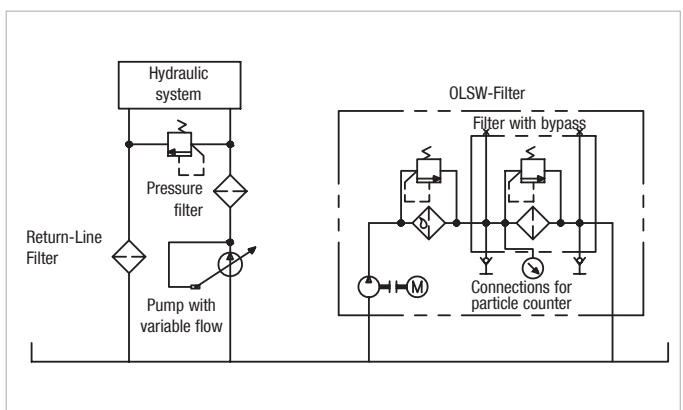 Hydraulic
system
OLSW-Filter
Filter with bypass
Pressure
filter
Return-Line
Filter
Pump with
variable flow
M
Connections for
particle counter